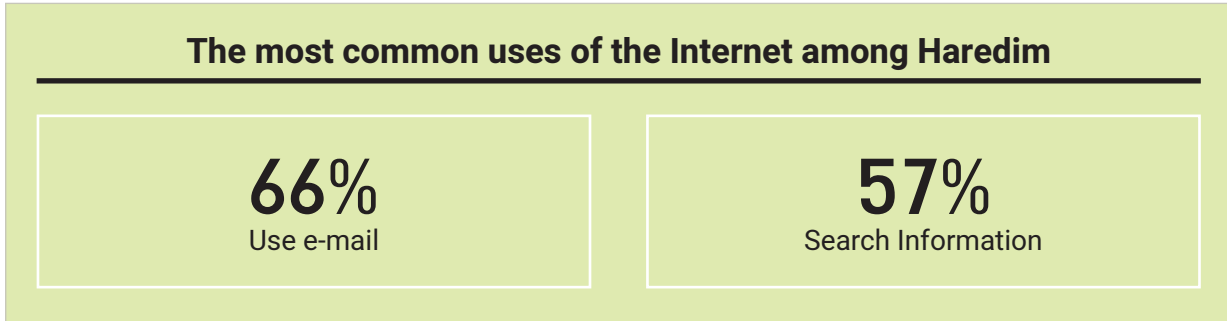 The most common uses of the Internet among Haredim
66%
Use e-mail
57%
Search Information